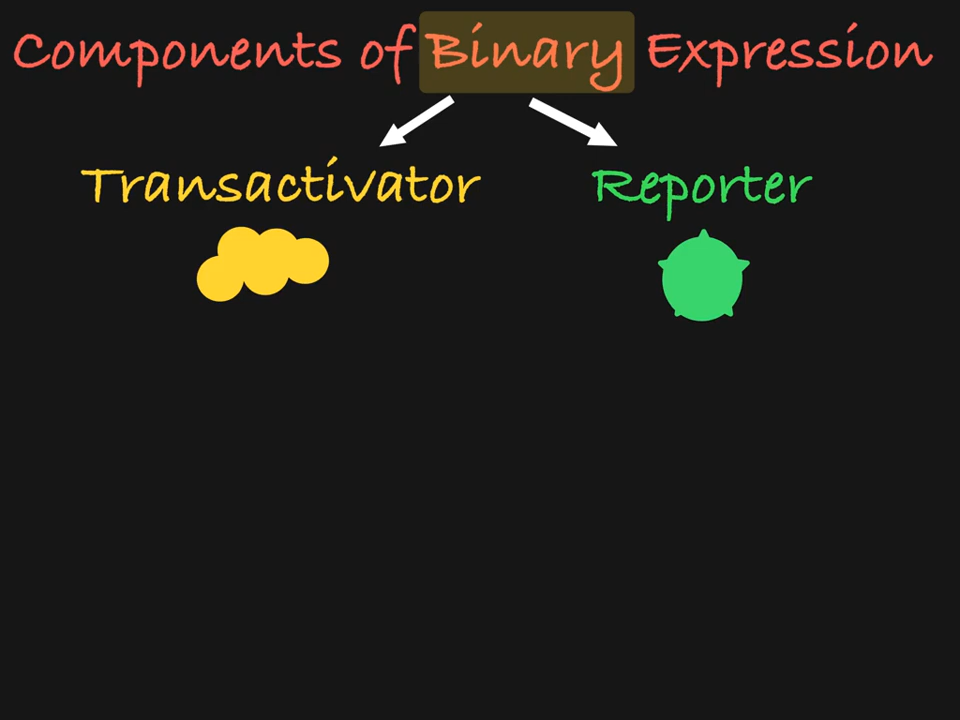 Components of Binary Expression
Transactivator Reporter